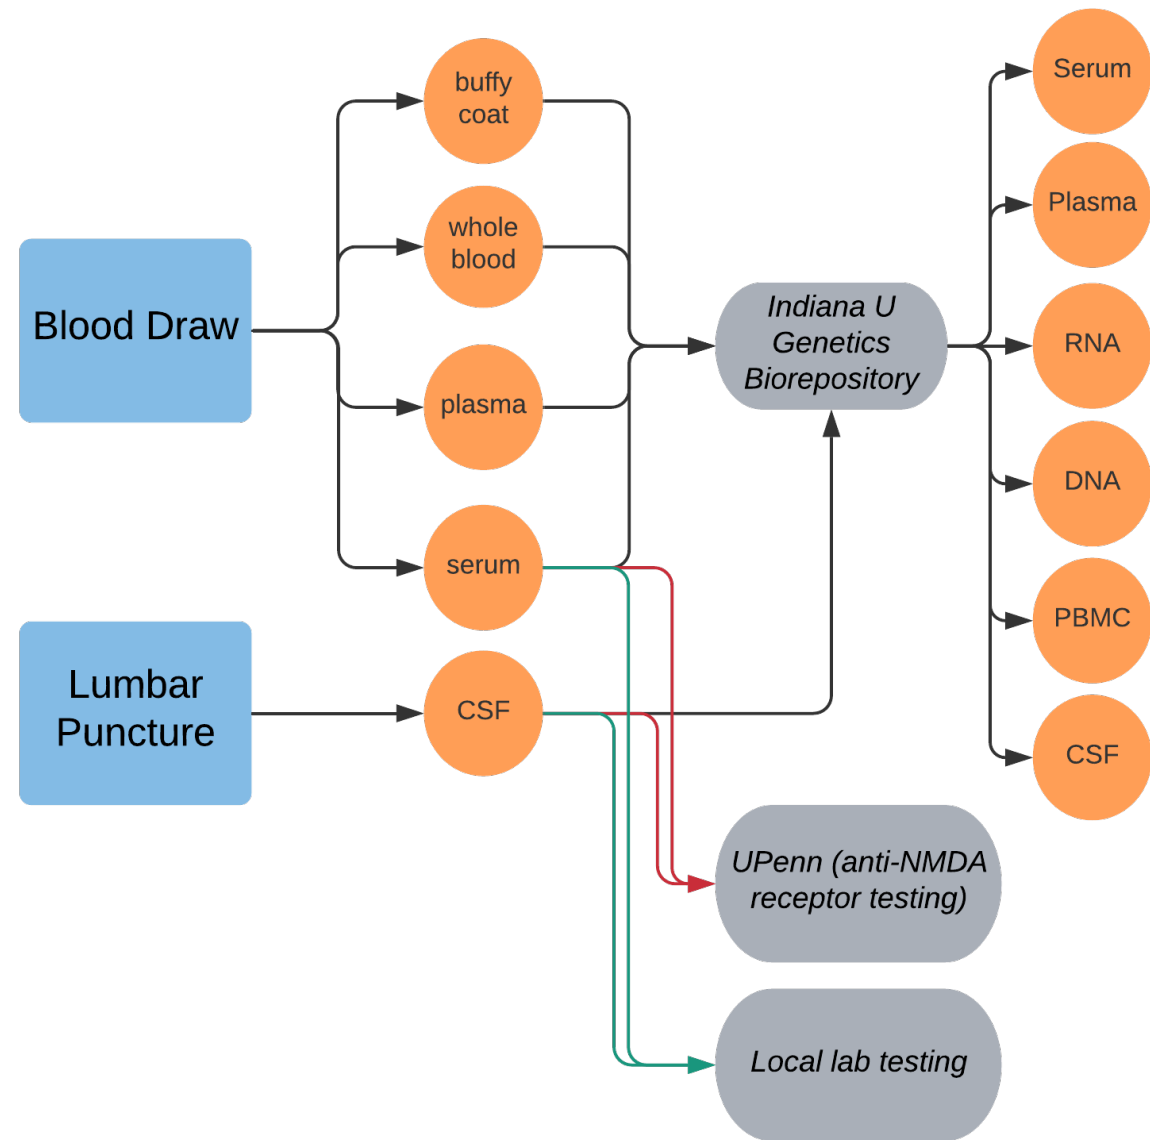 Blood Draw
Lumbar
Puncture
buffy
coat
whole
blood
plasma
serum
CSF
Indiana U
Genetics
Biorepository
UPenn (anti-NMDA
receptor testing)
Local lab testing
Serum
Plasma
RNA
DNA
PBMC
CSF